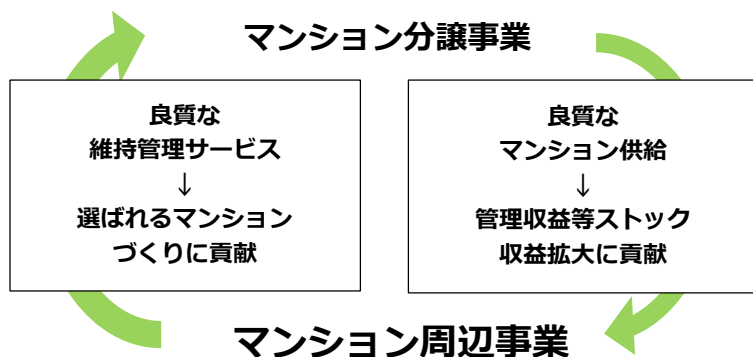 マンション分譲事業
良質な
維持管理サービス
↓
選ばれるマンション
づくりに貢献
良質な
マンション供給
↓
管理収益等ストック
収益拡大に貢献
マンション周辺事業